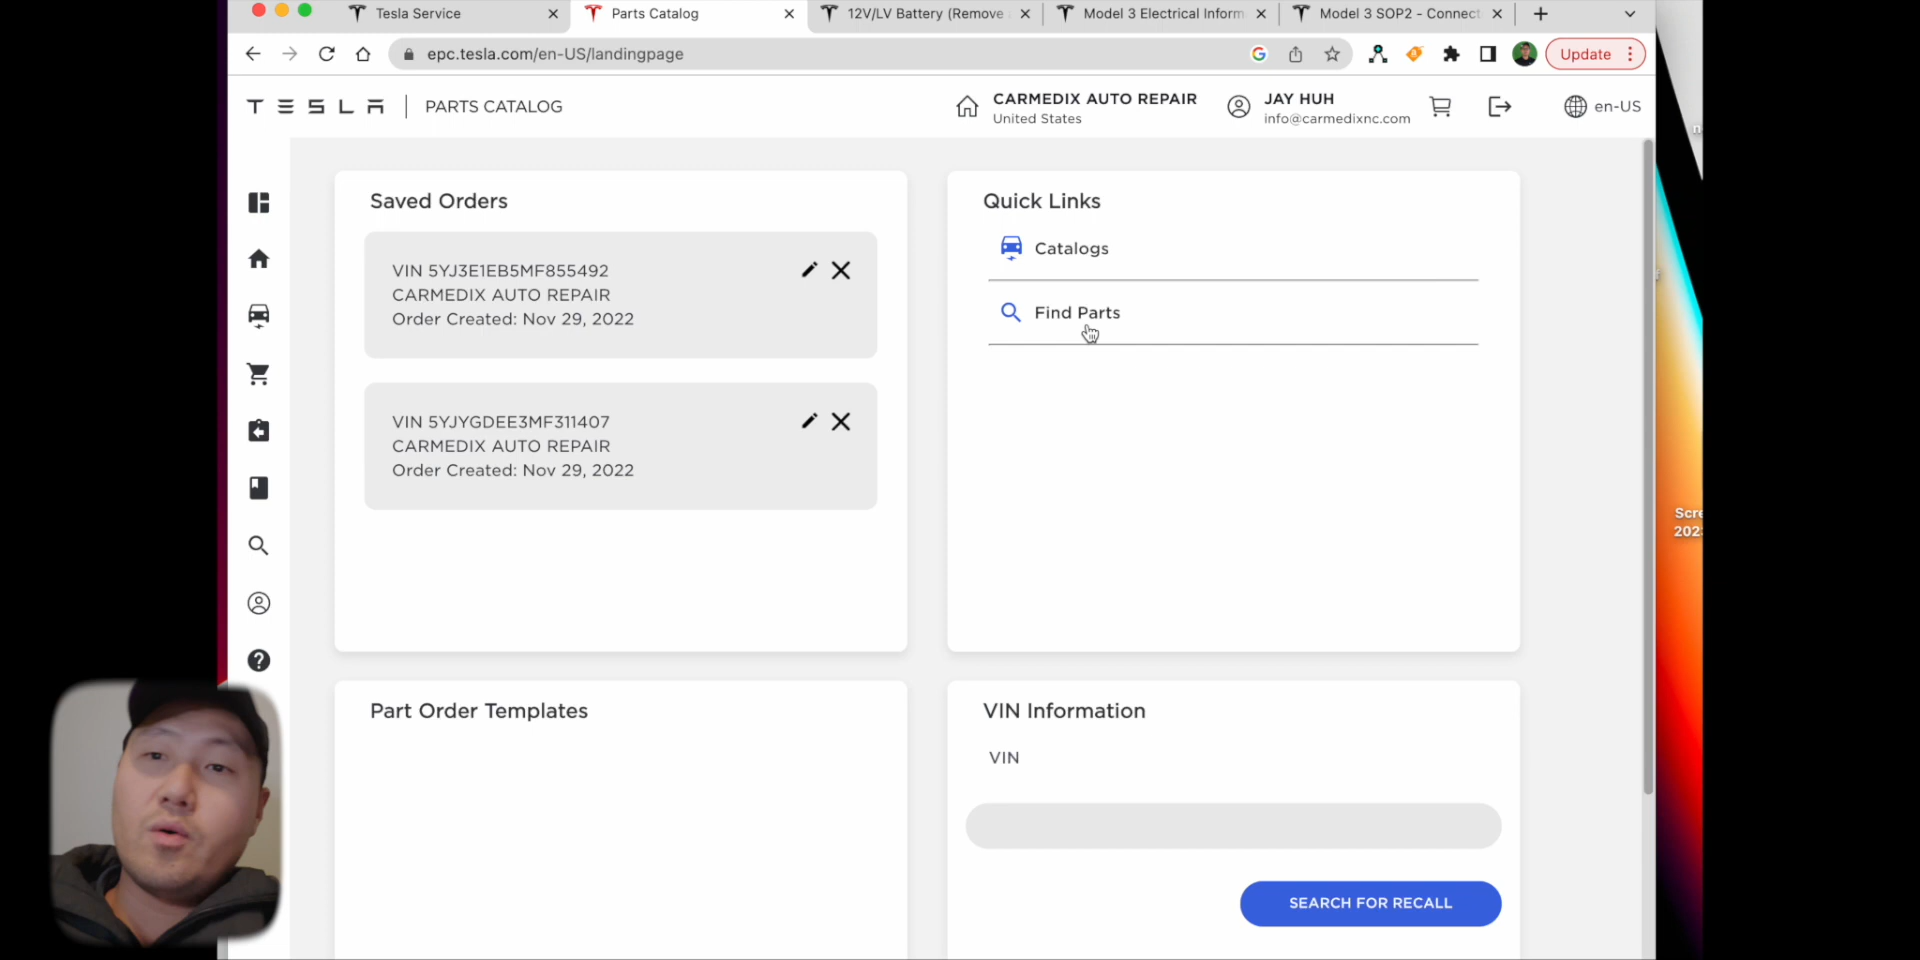 Tesla Service
Parts Catalog
12V/LV Battery (Remove
Model 3 Electrical Inform
Model 3 SOP2 - Connect
epc.tesla.com/en-US/landingpage
Update
TESLA
PARTS CATALOG
CARMEDIX AUTO REPAIR
United States
JAY HUH
info@carmedixnc.com
en-US
Saved Orders
VIN 5YJ3E1EB5MF855492
CARMEDIX AUTO REPAIR
Order Created: Nov 29, 2022
VIN 5YJYGDEE3MF311407
CARMEDIX AUTO REPAIR
Order Created: Nov 29, 2022
Quick Links
Catalogs
Find Parts
Part Order Templates
VIN Information
VIN
SEARCH FOR RECALL
Scre
202